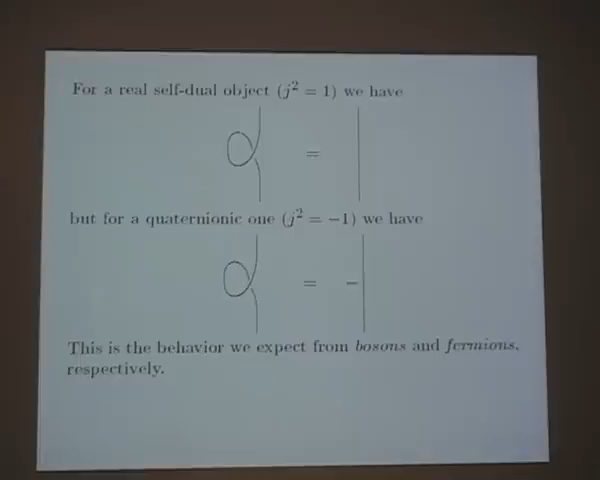 For a real self-dual object (j² = 1) we have
=
but for a quaternionic one (j² = −1) we have
= −
This is the behavior we expect from bosons and fermions,
respectively.